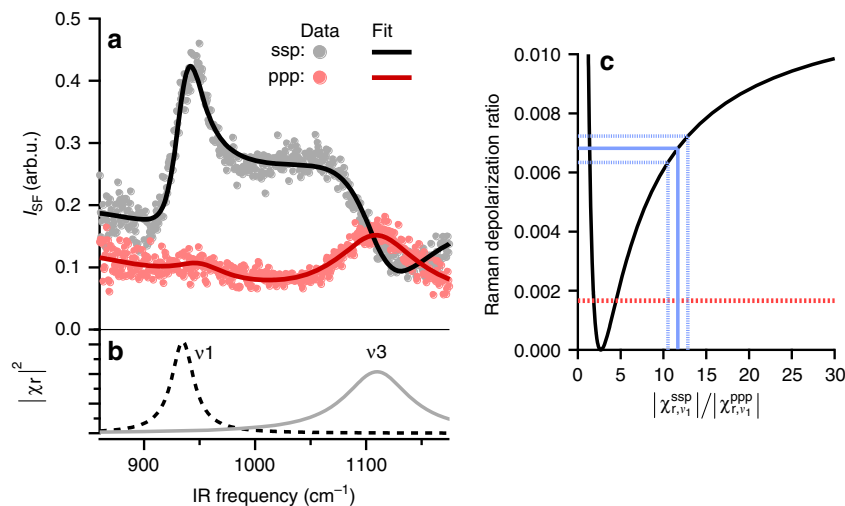 a
Data Fit
ssp:
ppp:
I_SF (arb.u.)
0.5
0.4
0.3
0.2
0.1
0.0
b
ν1
ν3
|χr|²
900
1000
1100
IR frequency (cm⁻¹)
c
Raman depolarization ratio
0.010
0.008
0.006
0.004
0.002
0.000
0 5 10 15 20 25 30
|χ^ssp_r,ν₁|/|χ^ppp_r,ν₁|